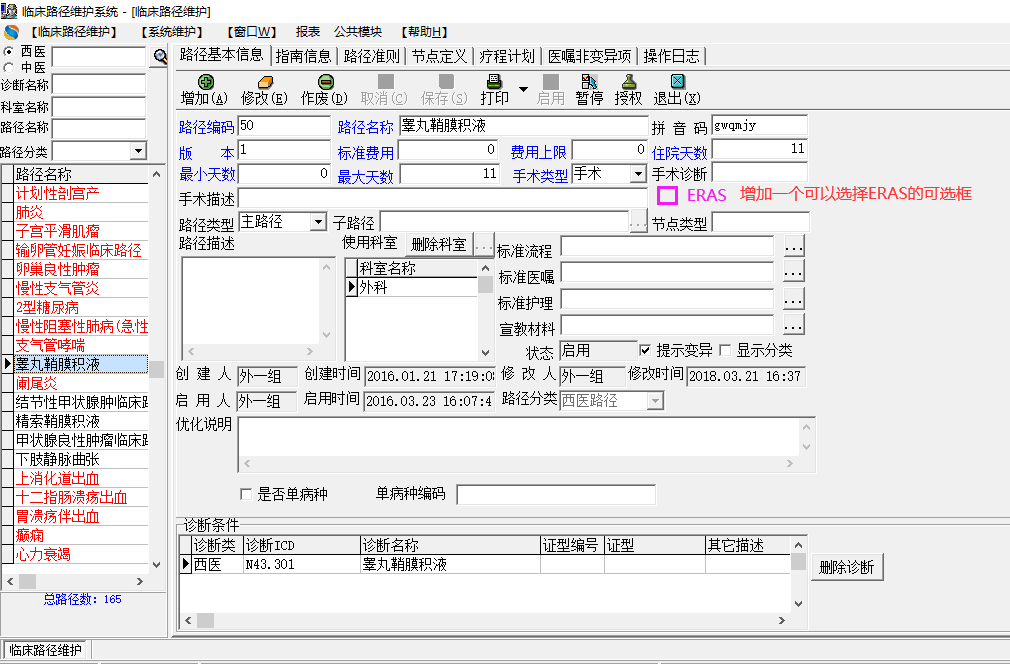 临床路径维护系统 - [临床路径维护]
【临床路径维护】 【系统维护】 【窗口W】 报表 公共模块 【帮助H】
西医
中医
诊断名称
科室名称
路径名称
路径分类
路径名称
计划性剖宫产
肺炎
子宫平滑肌瘤
输卵管妊娠临床路径
卵巢良性肿瘤
慢性支气管炎
2型糖尿病
慢性阻塞性肺病(急性
支气管哮喘
睾丸鞘膜积液
阑尾炎
结节性甲状腺肿临床路
精索鞘膜积液
甲状腺良性肿瘤临床路
下肢静脉曲张
上消化道出血
十二指肠溃疡出血
胃溃疡伴出血
癫痫
心力衰竭
总路径数: 165
路径基本信息 指南信息 路径准则 节点定义 疗程计划 医嘱非变异项 操作日志
增加(A) 修改(E) 作废(D) 取消(C) 保存(S) 打印 启用 暂停 授权 退出(X)
路径编码 50 路径名称 睾丸鞘膜积液 拼 音 码 gwqmjy
版 本 1 标准费用 0 费用上限 0 住院天数 11
最小天数 0 最大天数 11 手术类型 手术 手术诊断
手术描述 ERAS 增加一个可以选择ERAS的可选框
路径类型 主路径 子路径 ... 节点类型
路径描述 使用科室 删除科室 ... 标准流程 ...
科室名称
外科
标准医嘱 ...
标准护理 ...
宣教材料 ...
状态 启用 提示变异 显示分类
创 建 人 外一组 创建时间 2016.01.21 17:19:08 修 改 人 外一组 修改时间 2018.03.21 16:37
启 用 人 外一组 启用时间 2016.03.23 16:07:4 路径分类 西医路径
优化说明
是否单病种 单病种编码
诊断条件
诊断类 诊断ICD 诊断名称 证型编号 证型 其它描述
西医 N43.301 睾丸鞘膜积液
删除诊断
临床路径维护